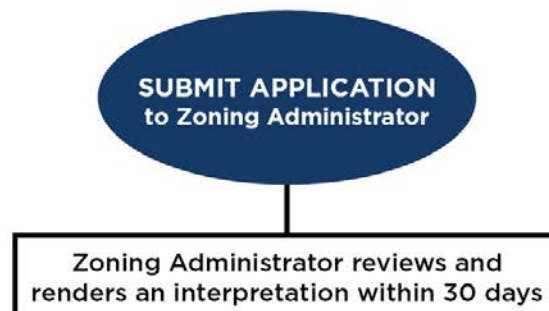 SUBMIT APPLICATION
to Zoning Administrator
Zoning Administrator reviews and
renders an interpretation within 30 days